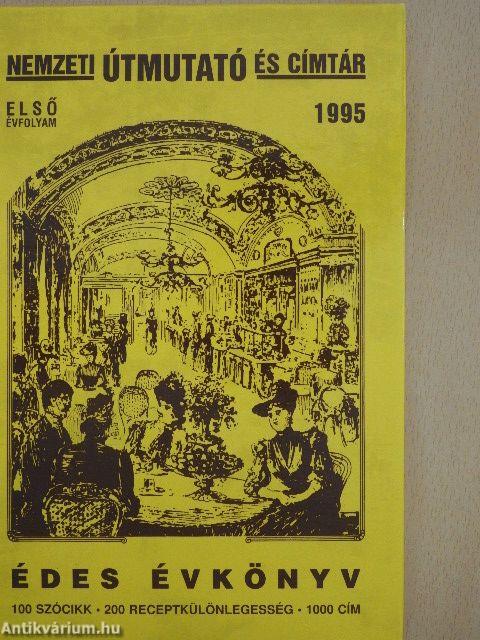 NEMZETI ÚTMUTATÓ ÉS CÍMTÁR
ELSŐ
ÉVFOLYAM
1995
ÉDES ÉVKÖNYV
100 SZÓCIKK • 200 RECEPTKÜLÖNLEGESSÉG • 1000 CÍM
Antikvárium.hu